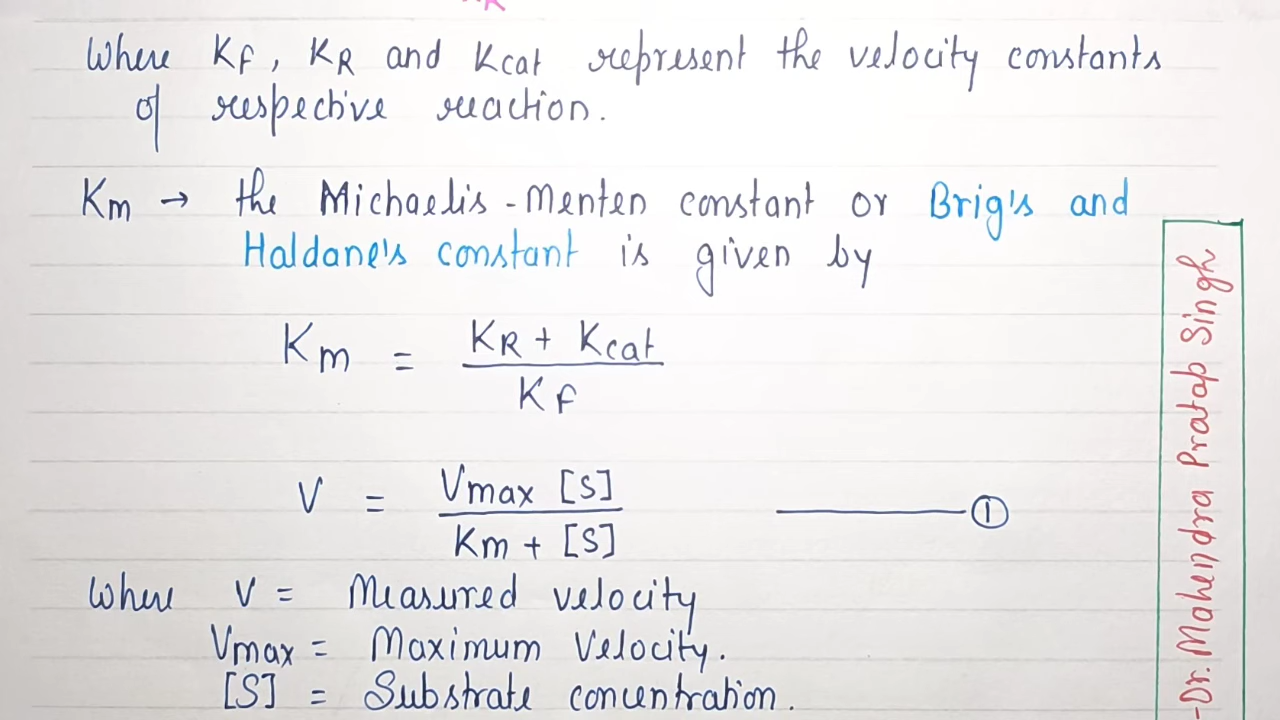 Where Kf, KR and Kcat represent the velocity constants
of respective reaction.
Km → the Michaelis-Menten constant or Brig's and
Haldane's constant is given by
Km = KR + Kcat / Kf
V = Vmax [S] / Km + [S] ——— ①
Where V = Measured velocity
Vmax = Maximum Velocity.
[S] = Substrate concentration.
-Dr. Mahendra Pratap Singh